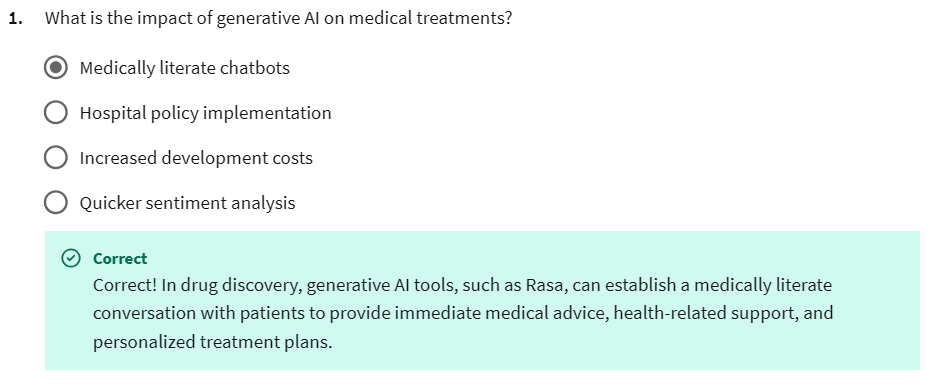 1. What is the impact of generative AI on medical treatments?
Medically literate chatbots
Hospital policy implementation
Increased development costs
Quicker sentiment analysis
Correct
Correct! In drug discovery, generative AI tools, such as Rasa, can establish a medically literate
conversation with patients to provide immediate medical advice, health-related support, and
personalized treatment plans.